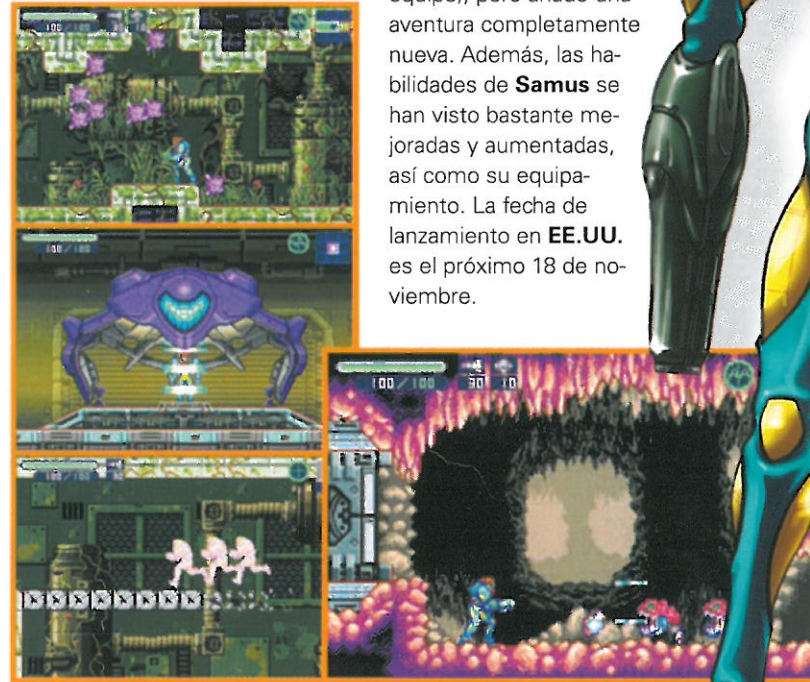 equipo), pero añade una
aventura completamente
nueva. Además, las ha-
bilidades de Samus se
han visto bastante me-
joradas y aumentadas,
así como su equipa-
miento. La fecha de
lanzamiento en EE.UU.
es el próximo 18 de no-
viembre.
100/100
100/100
100/100 30 10
100/100